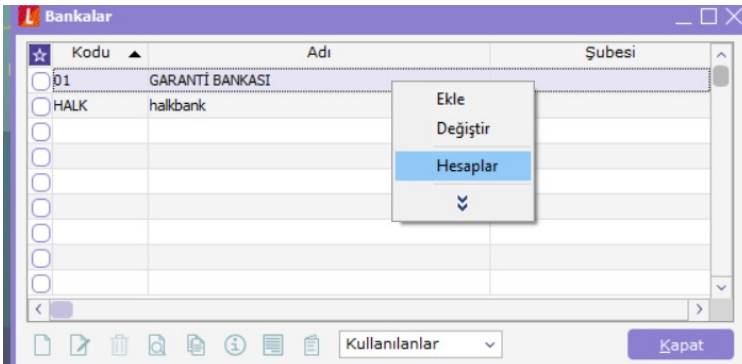 Bankalar
Kodu Adı Şubesi
01 GARANTİ BANKASI
HALK halkbank
Ekle
Değiştir
Hesaplar
Kullanılanlar Kapat